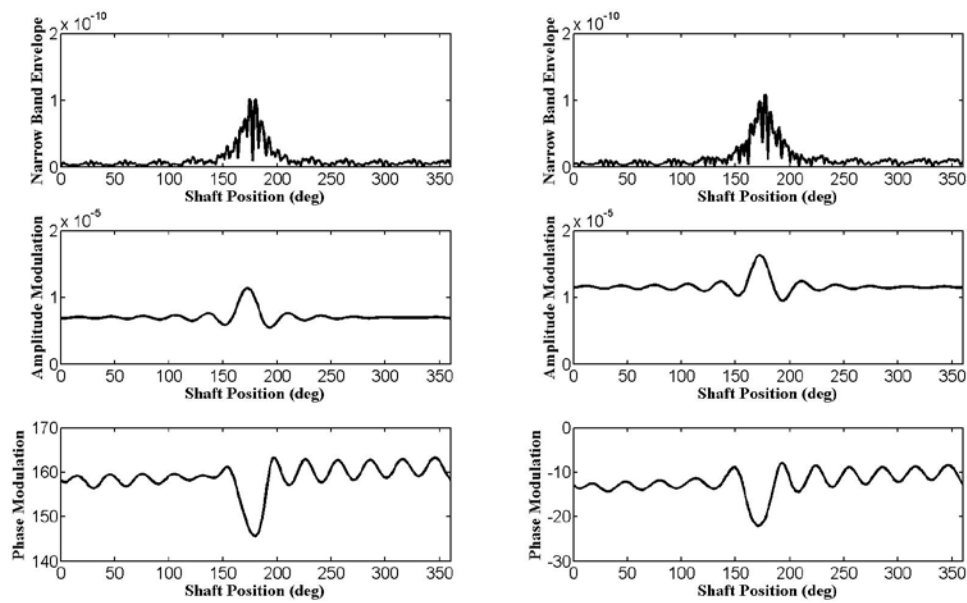 2 × 10^-10
Narrow Band Envelope
1
0
0 50 100 150 200 250 300 350
Shaft Position (deg)
2 × 10^-10
Narrow Band Envelope
1
0
0 50 100 150 200 250 300 350
Shaft Position (deg)
2 × 10^-5
Amplitude Modulation
1
0
0 50 100 150 200 250 300 350
Shaft Position (deg)
2 × 10^-5
Amplitude Modulation
1
0
0 50 100 150 200 250 300 350
Shaft Position (deg)
170
Phase Modulation
160
150
140
0 50 100 150 200 250 300 350
Shaft Position (deg)
0
Phase Modulation
-10
-20
-30
0 50 100 150 200 250 300 350
Shaft Position (deg)